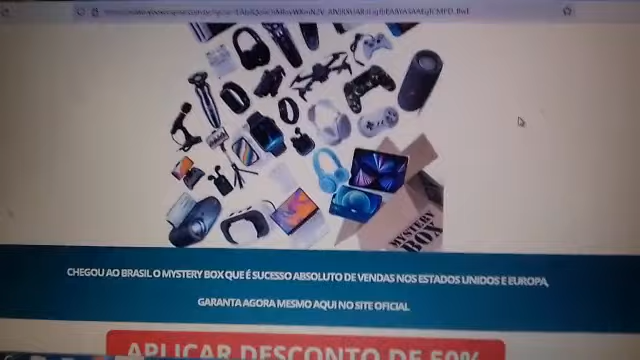 MYSTERY
BOX
CHEGOU AO BRASIL O MYSTERY BOX QUE É SUCESSO ABSOLUTO DE VENDAS NOS ESTADOS UNIDOS E EUROPA,
GARANTA AGORA MESMO AQUI NO SITE OFICIAL
APLICAR DESCONTO DE 50%